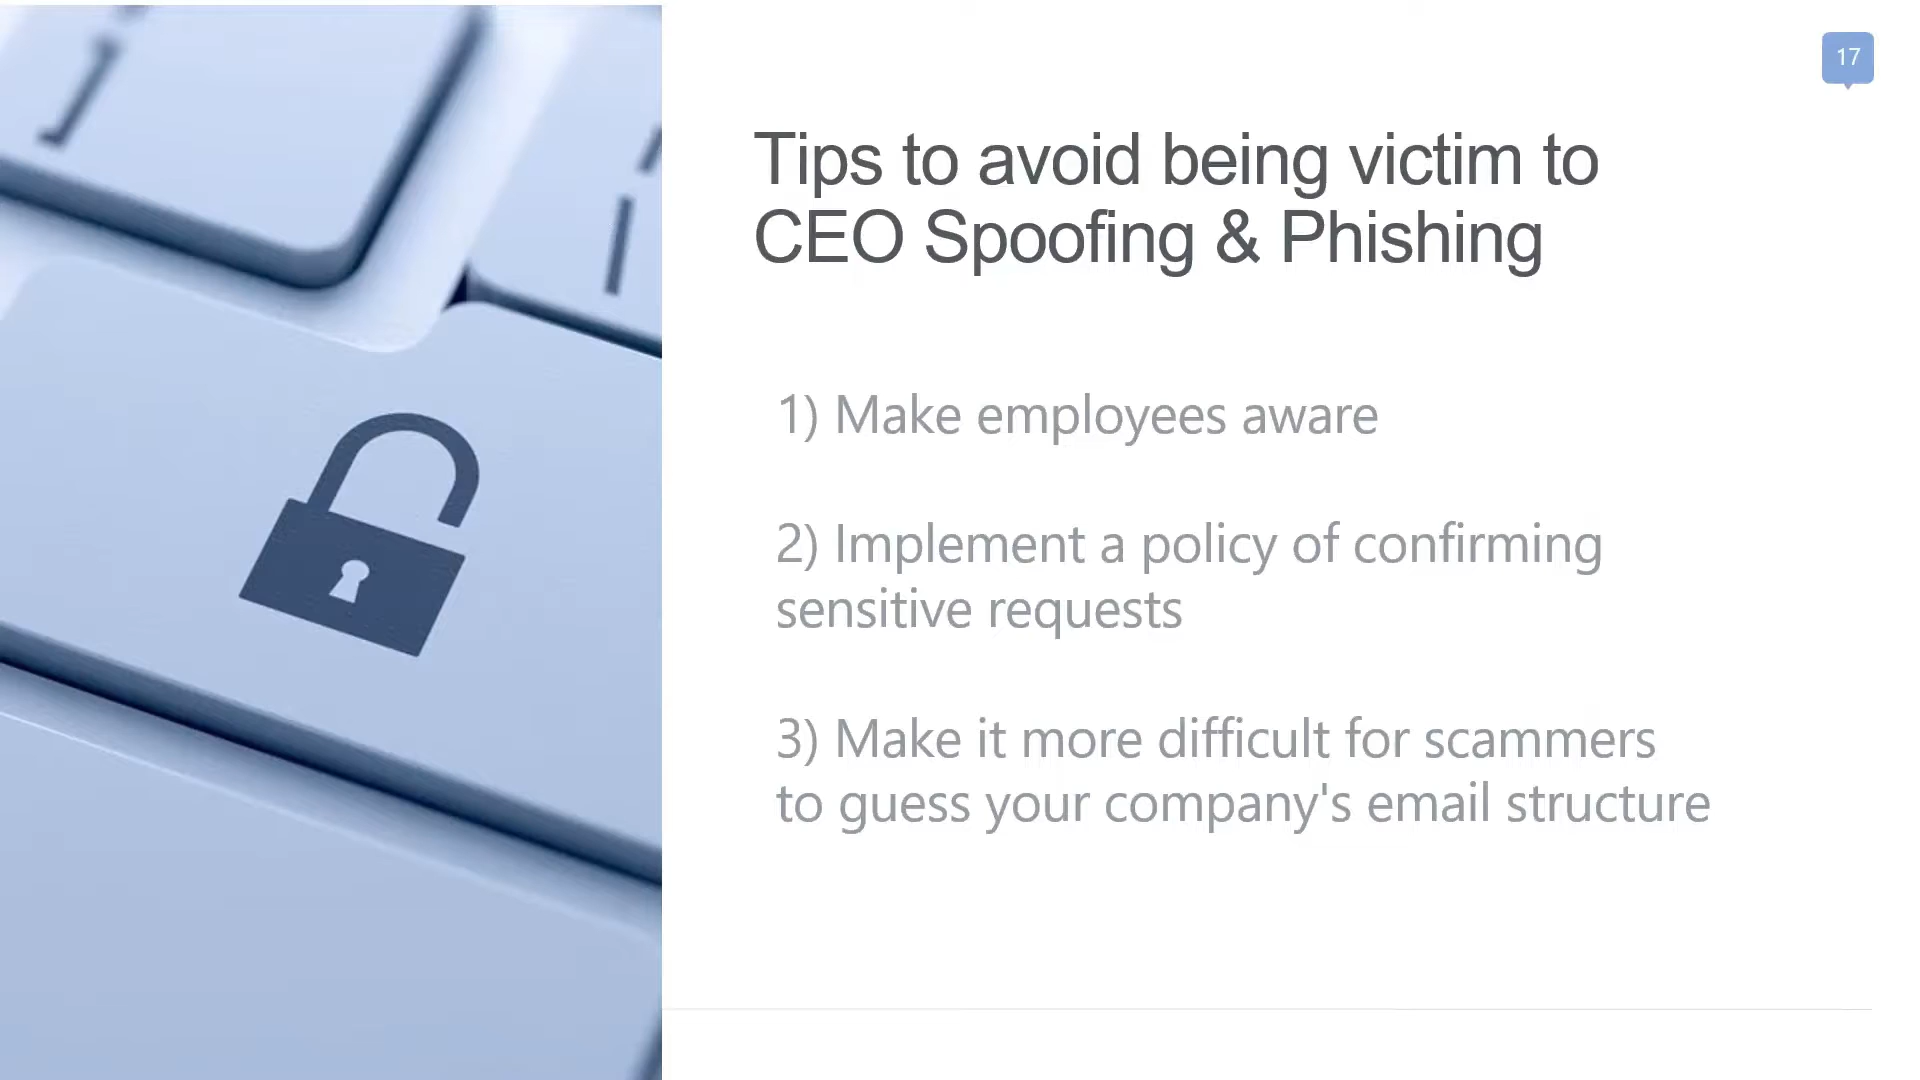 17
Tips to avoid being victim to
CEO Spoofing & Phishing
1) Make employees aware
2) Implement a policy of confirming
sensitive requests
3) Make it more difficult for scammers
to guess your company's email structure
]